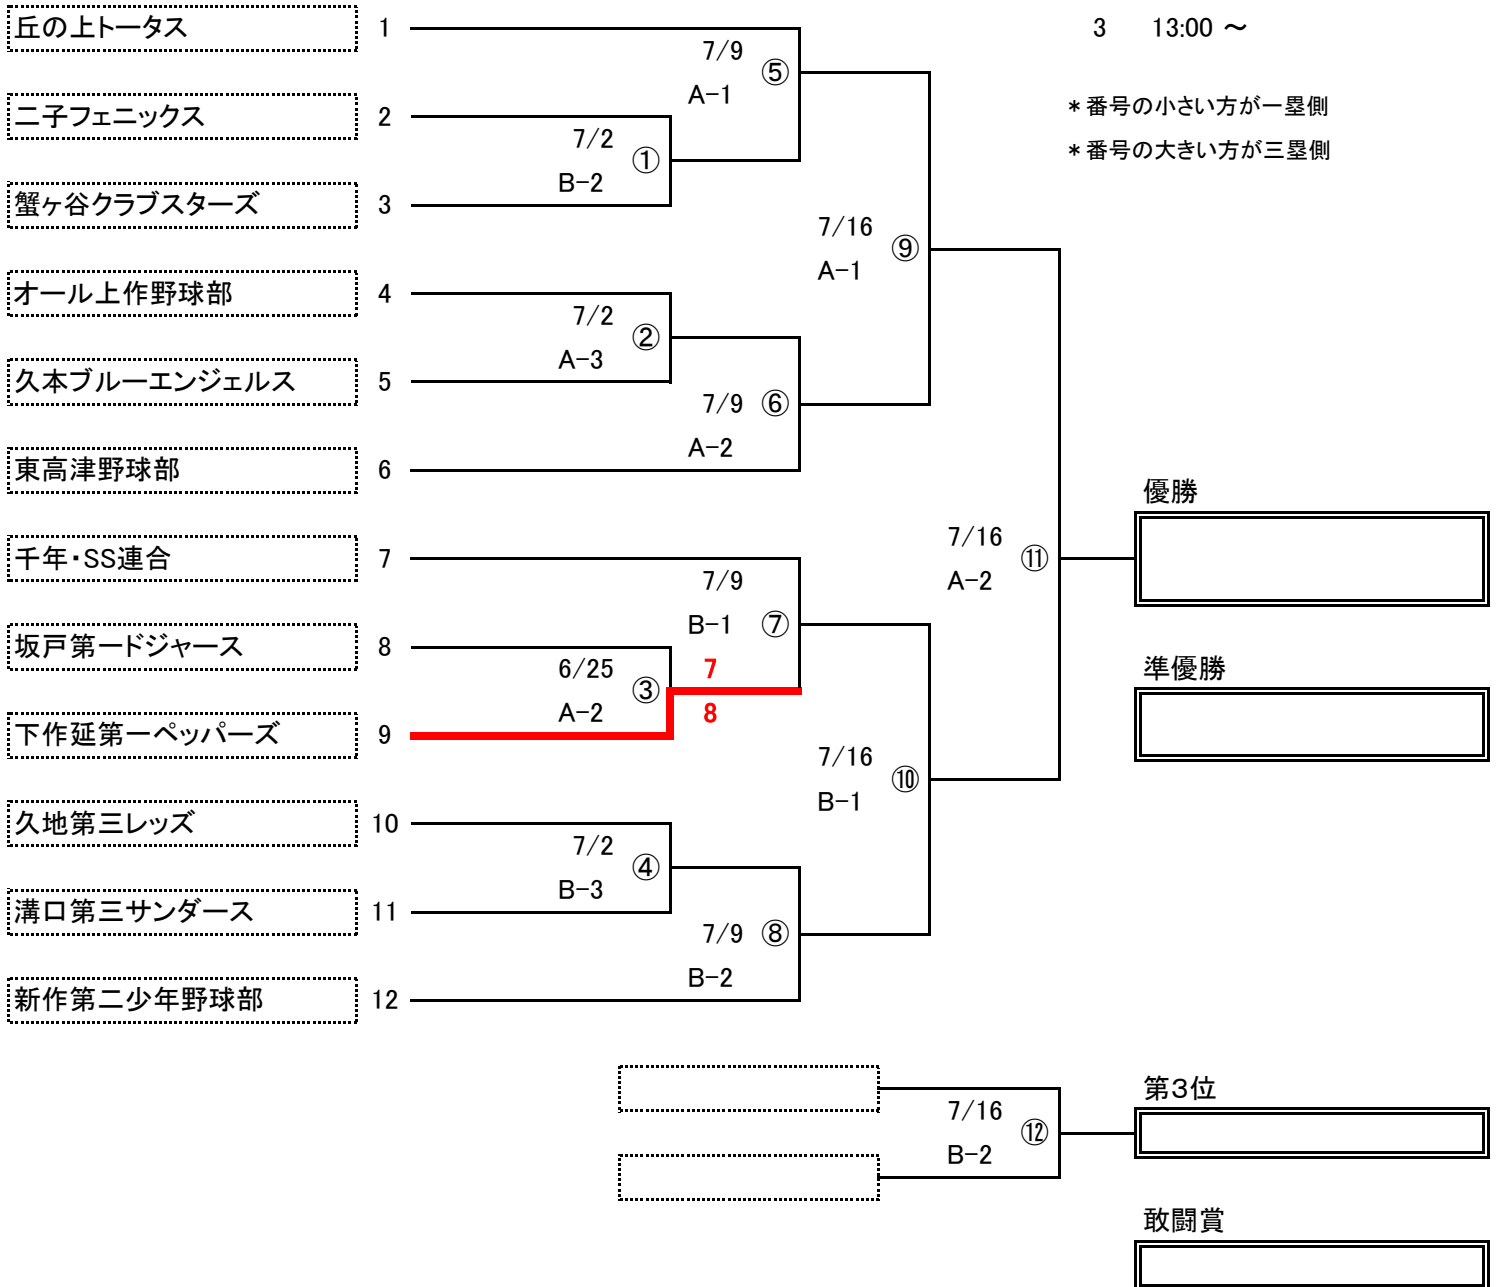 丘の上トータス 1
3 13:00 ～
7/9
⑤
A-1
二子フェニックス 2
＊番号の小さい方が一塁側
7/2
①
B-2
＊番号の大きい方が三塁側
蟹ヶ谷クラブスターズ 3
7/16
⑨
A-1
オール上作野球部 4
7/2
②
A-3
久本ブルーエンジェルス 5
7/9 ⑥
A-2
東高津野球部 6
優勝
千年・SS連合 7
7/16
⑪
A-2
7/9
B-1 ⑦
坂戸第一ドジャース 8
6/25
③
A-2
7
8
準優勝
下作延第一ペッパーズ 9
7/16
⑩
B-1
久地第三レッズ 10
7/2
④
B-3
溝口第三サンダース 11
7/9 ⑧
B-2
新作第二少年野球部 12
第3位
7/16
⑫
B-2
敢闘賞